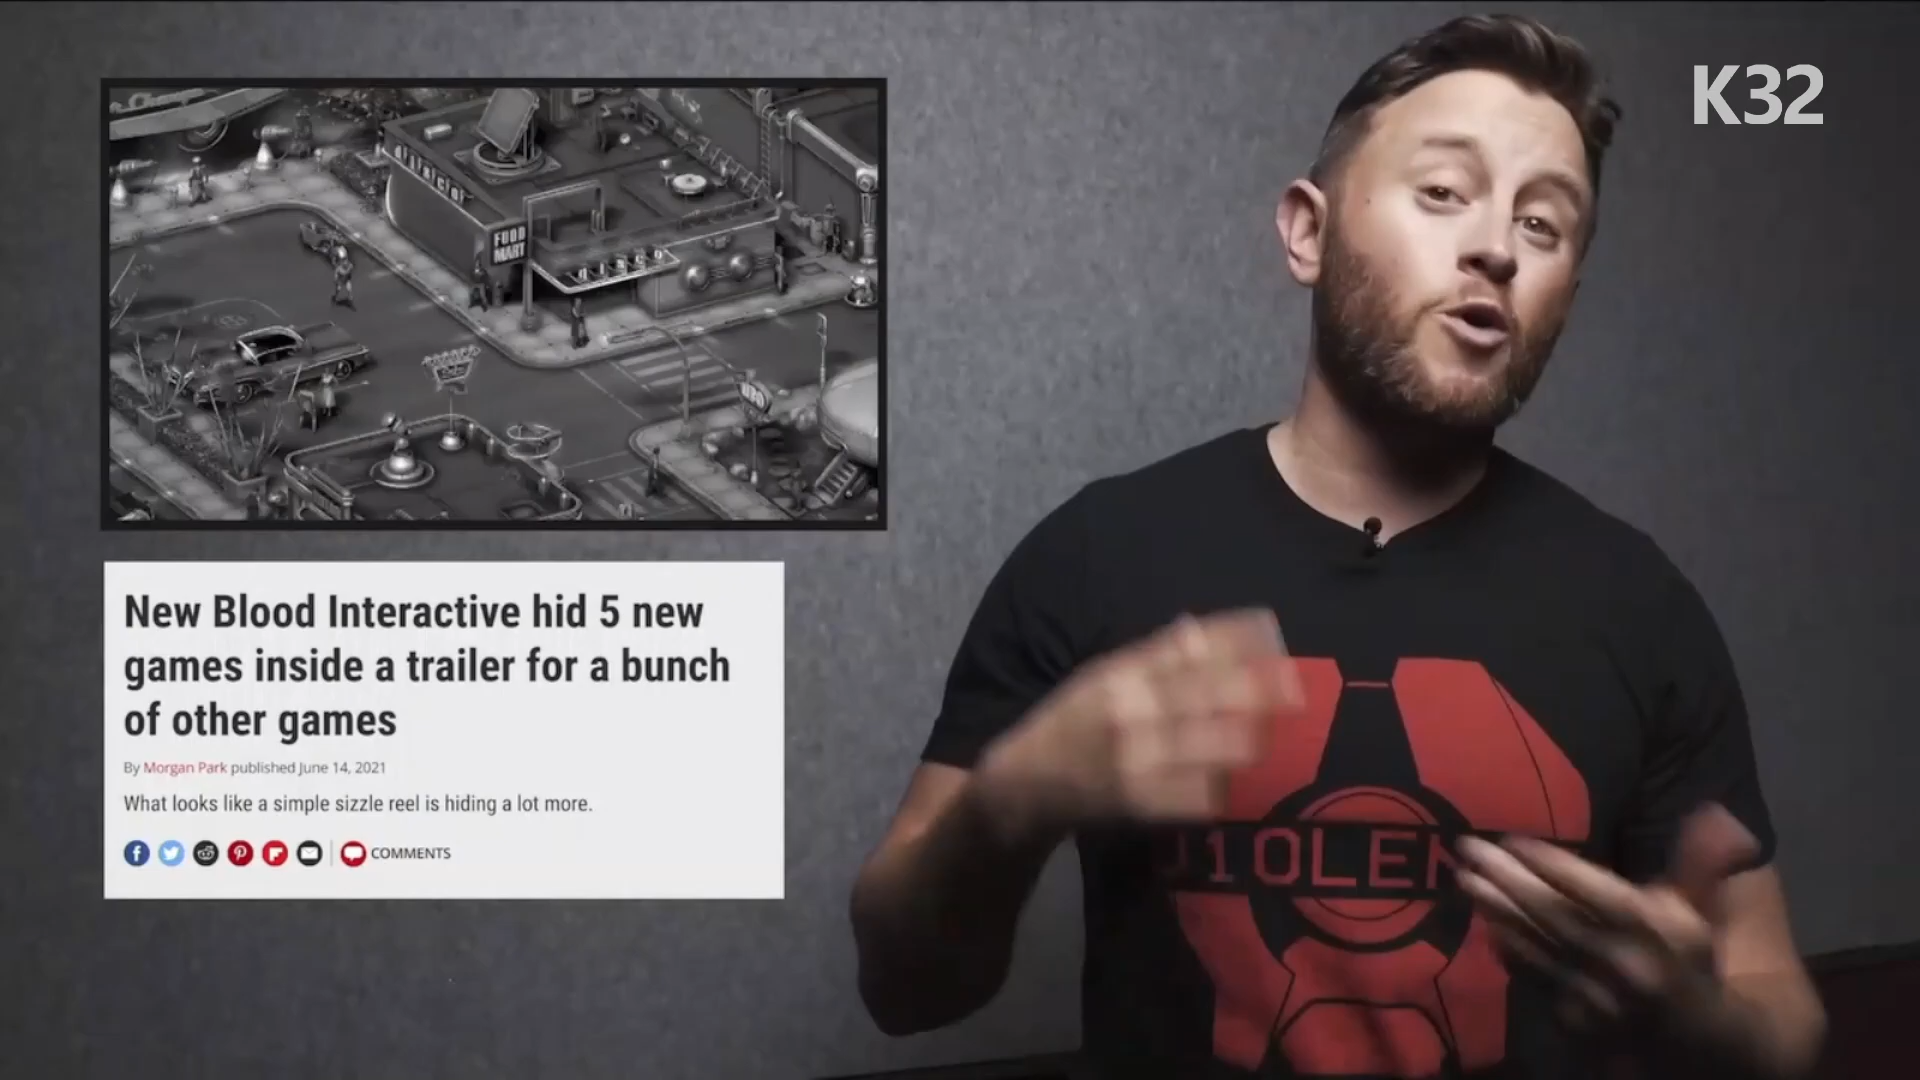 K32
FOOD
MART
DISCO
New Blood Interactive hid 5 new
games inside a trailer for a bunch
of other games
By Morgan Park published June 14, 2021
What looks like a simple sizzle reel is hiding a lot more.
COMMENTS